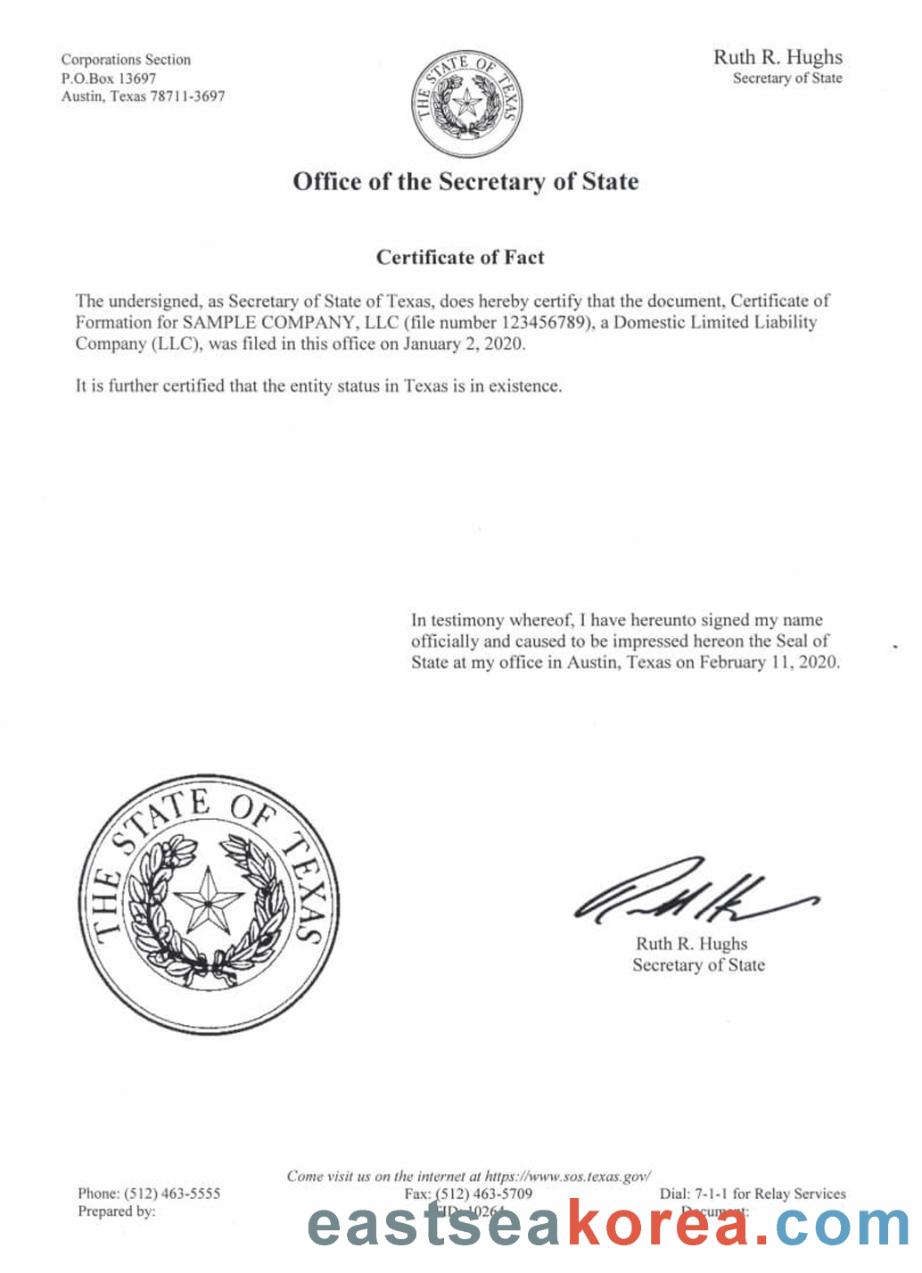 Corporations Section
P.O.Box 13697
Austin, Texas 78711-3697
THE STATE OF TEXAS
Ruth R. Hughs
Secretary of State
Office of the Secretary of State
Certificate of Fact
The undersigned, as Secretary of State of Texas, does hereby certify that the document, Certificate of
Formation for SAMPLE COMPANY, LLC (file number 123456789), a Domestic Limited Liability
Company (LLC), was filed in this office on January 2, 2020.
It is further certified that the entity status in Texas is in existence.
In testimony whereof, I have hereunto signed my name
officially and caused to be impressed hereon the Seal of
State at my office in Austin, Texas on February 11, 2020.
THE STATE OF TEXAS
Ruth R. Hughs
Secretary of State
Come visit us on the internet at https://www.sos.texas.gov/
Phone: (512) 463-5555
Fax: (512) 463-5709
Dial: 7-1-1 for Relay Services
Prepared by:
TID: 10264
Document:
eastseakorea.com